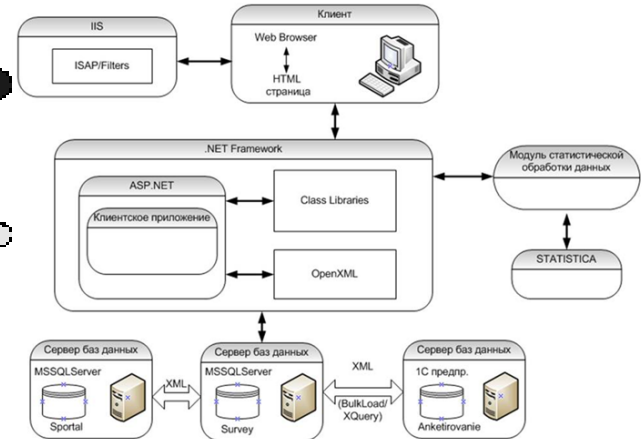 IIS
ISAP/Filters
Клиент
Web Browser
HTML
страница
.NET Framework
ASP.NET
Клиентское приложение
Class Libraries
OpenXML
Модуль статистической
обработки данных
STATISTICA
Сервер баз данных
MSSQLServer
Sportal
XML
Сервер баз данных
MSSQLServer
Survey
XML
(BulkLoad/
XQuery)
Сервер баз данных
1С предпр.
Anketirovanie